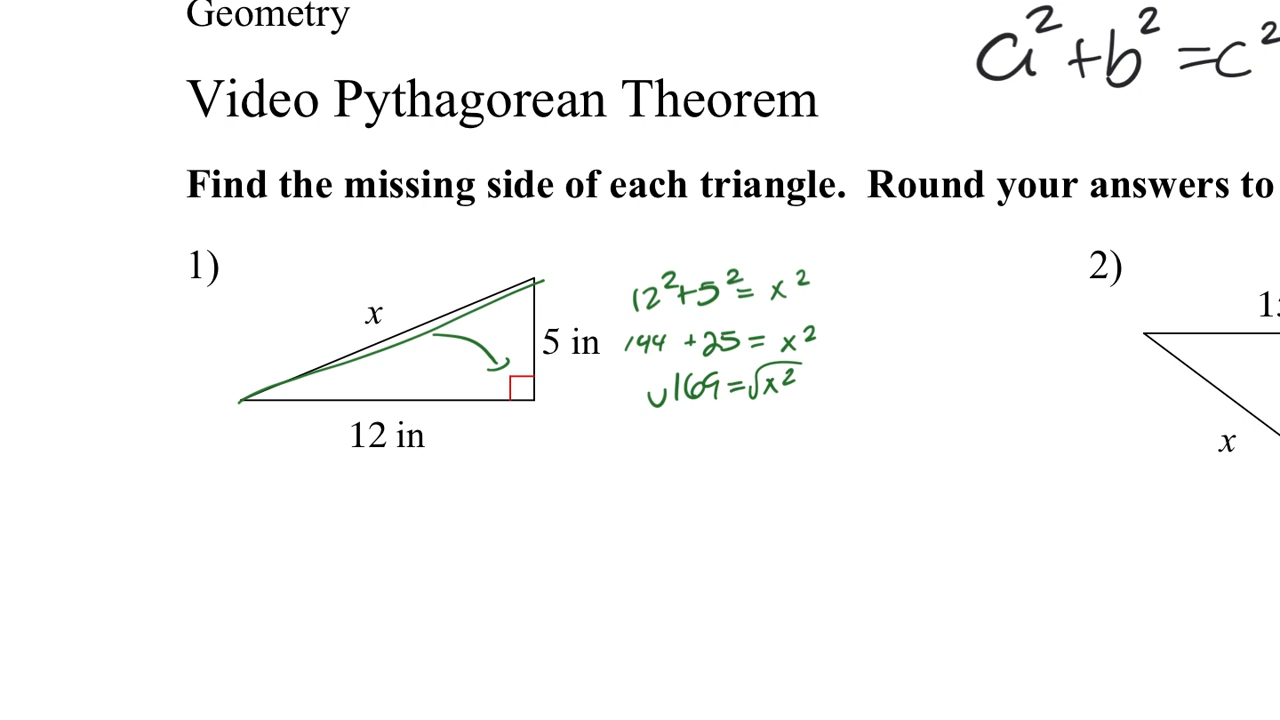 Geometry
a² + b² = c²
Video Pythagorean Theorem
Find the missing side of each triangle. Round your answers to
1)
x
5 in
12 in
12² + 5² = x²
144 + 25 = x²
√169 = √x²
2)
x